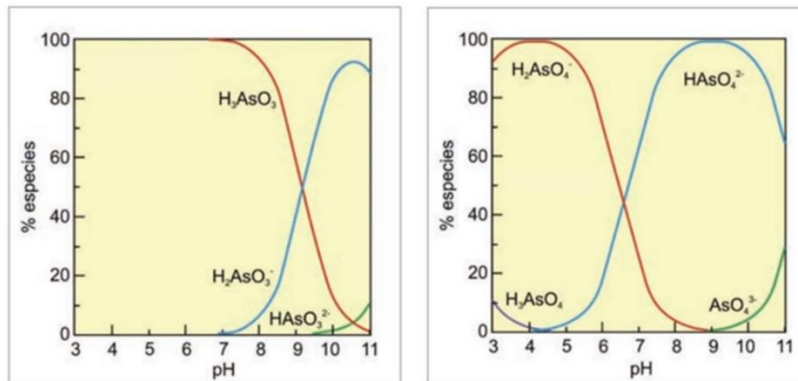 100
80
60
40
20
0
% especies
H₃AsO₃
H₂AsO₃⁻
HAsO₃²⁻
3 4 5 6 7 8 9 10 11
pH
100
80
60
40
20
0
% especies
H₂AsO₄⁻
HAsO₄²⁻
H₃AsO₄
AsO₄³⁻
3 4 5 6 7 8 9 10 11
pH